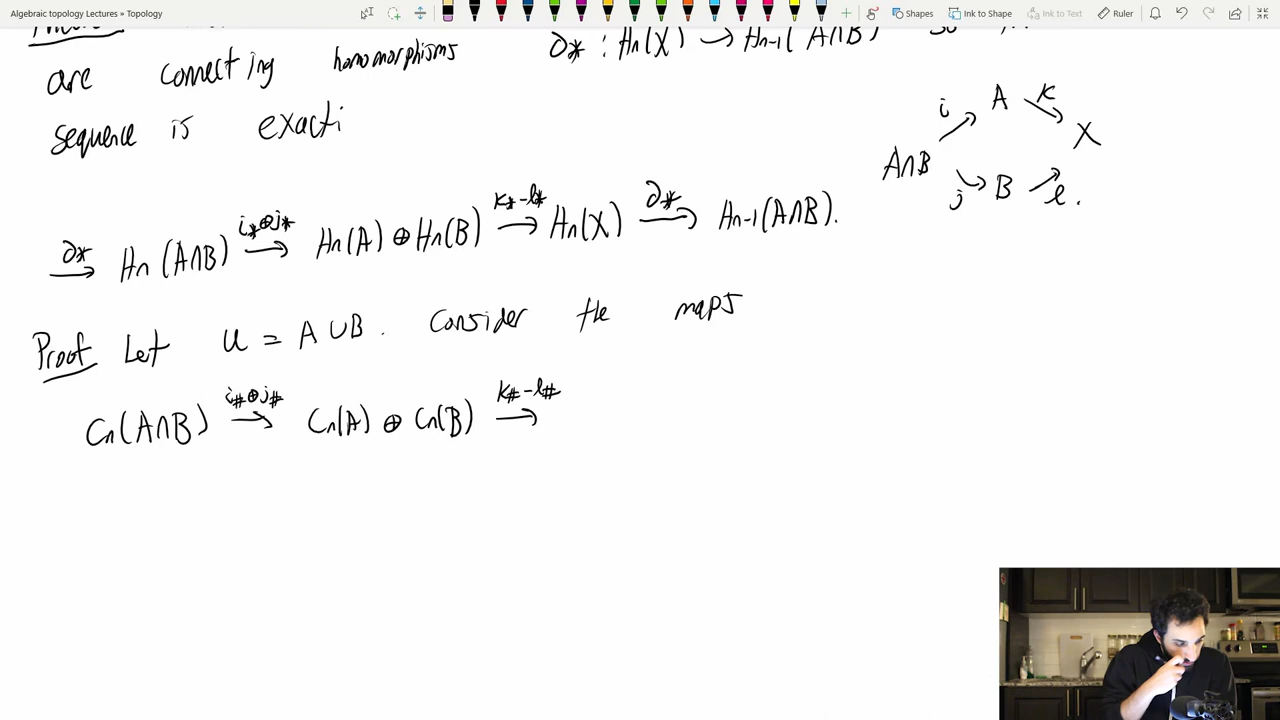 Algebraic topology Lectures » Topology
Shapes
Ink to Shape
Ink to Text
Ruler
∂* : Hn(X) → Hn-1(A∩B)
are connecting homomorphisms
sequence is exact:
i A k
A∩B X
j B l.
∂* → Hn(A∩B) i*⊕j* → Hn(A) ⊕ Hn(B) k*-l* → Hn(X) ∂* → Hn-1(A∩B).
Proof Let U = A∪B. Consider the maps
Cn(A∩B) i#⊕j# → Cn(A) ⊕ Cn(B) k#-l# →